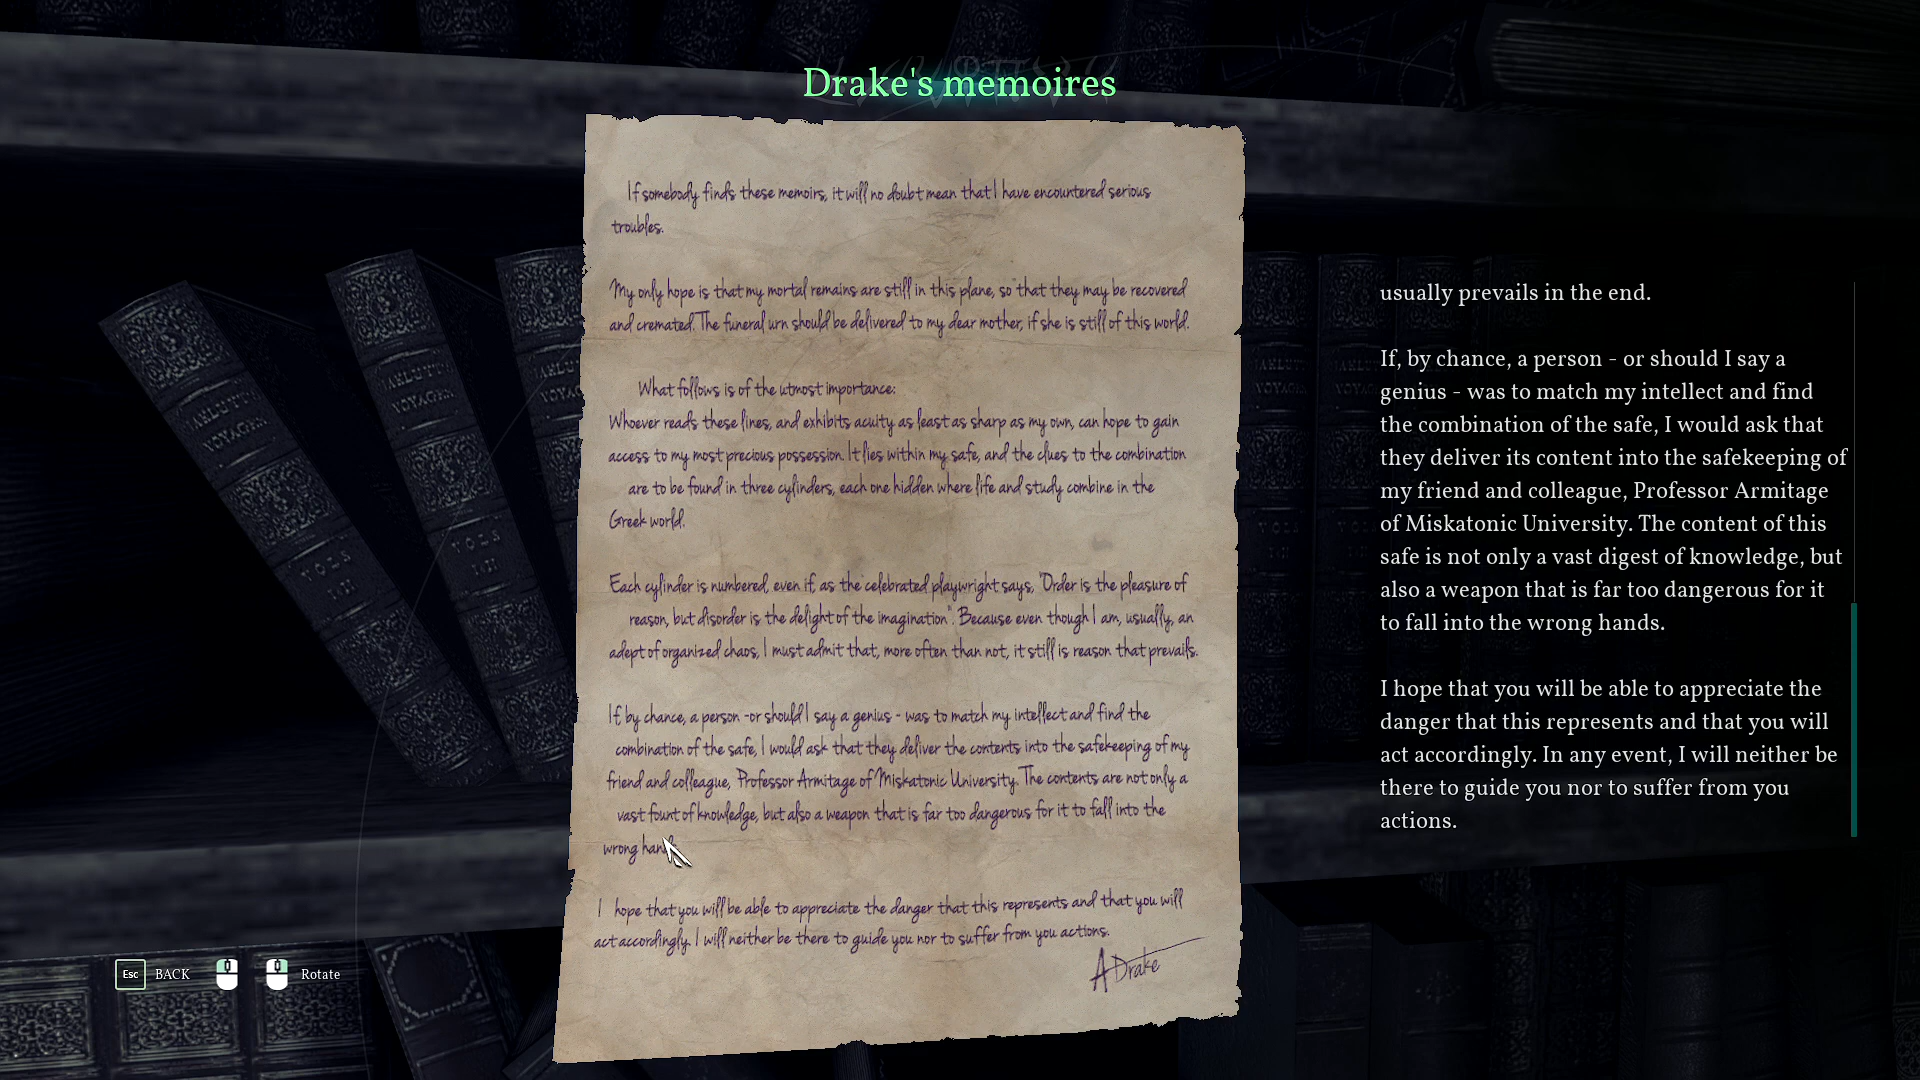 Drake's memoires
If somebody finds these memoirs, it will no doubt mean that I have encountered serious
troubles.
My only hope is that my mortal remains are still in this plane, so that they may be recovered
and cremated. The funeral urn should be delivered to my dear mother, if she is still of this world.
What follows is of the utmost importance:
Whoever reads these lines, and exhibits acuity as least as sharp as my own, can hope to gain
access to my most precious possession. It lies within my safe, and the clues to the combination
are to be found in three cylinders, each one hidden where life and study combine in the
Greek world.
Each cylinder is numbered, even if, as the celebrated playwright says, "Order is the pleasure of
reason, but disorder is the delight of the imagination". Because even though I am, usually, an
adept of organized chaos, I must admit that, more often than not, it still is reason that prevails.
If, by chance, a person -or should I say a genius - was to match my intellect and find the
combination of the safe, I would ask that they deliver the contents into the safekeeping of my
friend and colleague, Professor Armitage of Miskatonic University. The contents are not only a
vast fount of knowledge, but also a weapon that is far too dangerous for it to fall into the
wrong
I hope that you will be able to appreciate the danger that this represents and that you will
act accordingly. I will neither be there to guide you nor to suffer from you actions.
A Drake
usually prevails in the end.
If, by chance, a person - or should I say a
genius - was to match my intellect and find
the combination of the safe, I would ask that
they deliver its content into the safekeeping of
my friend and colleague, Professor Armitage
of Miskatonic University. The content of this
safe is not only a vast digest of knowledge, but
also a weapon that is far too dangerous for it
to fall into the wrong hands.
I hope that you will be able to appreciate the
danger that this represents and that you will
act accordingly. In any event, I will neither be
there to guide you nor to suffer from you
actions.
Esc BACK Rotate